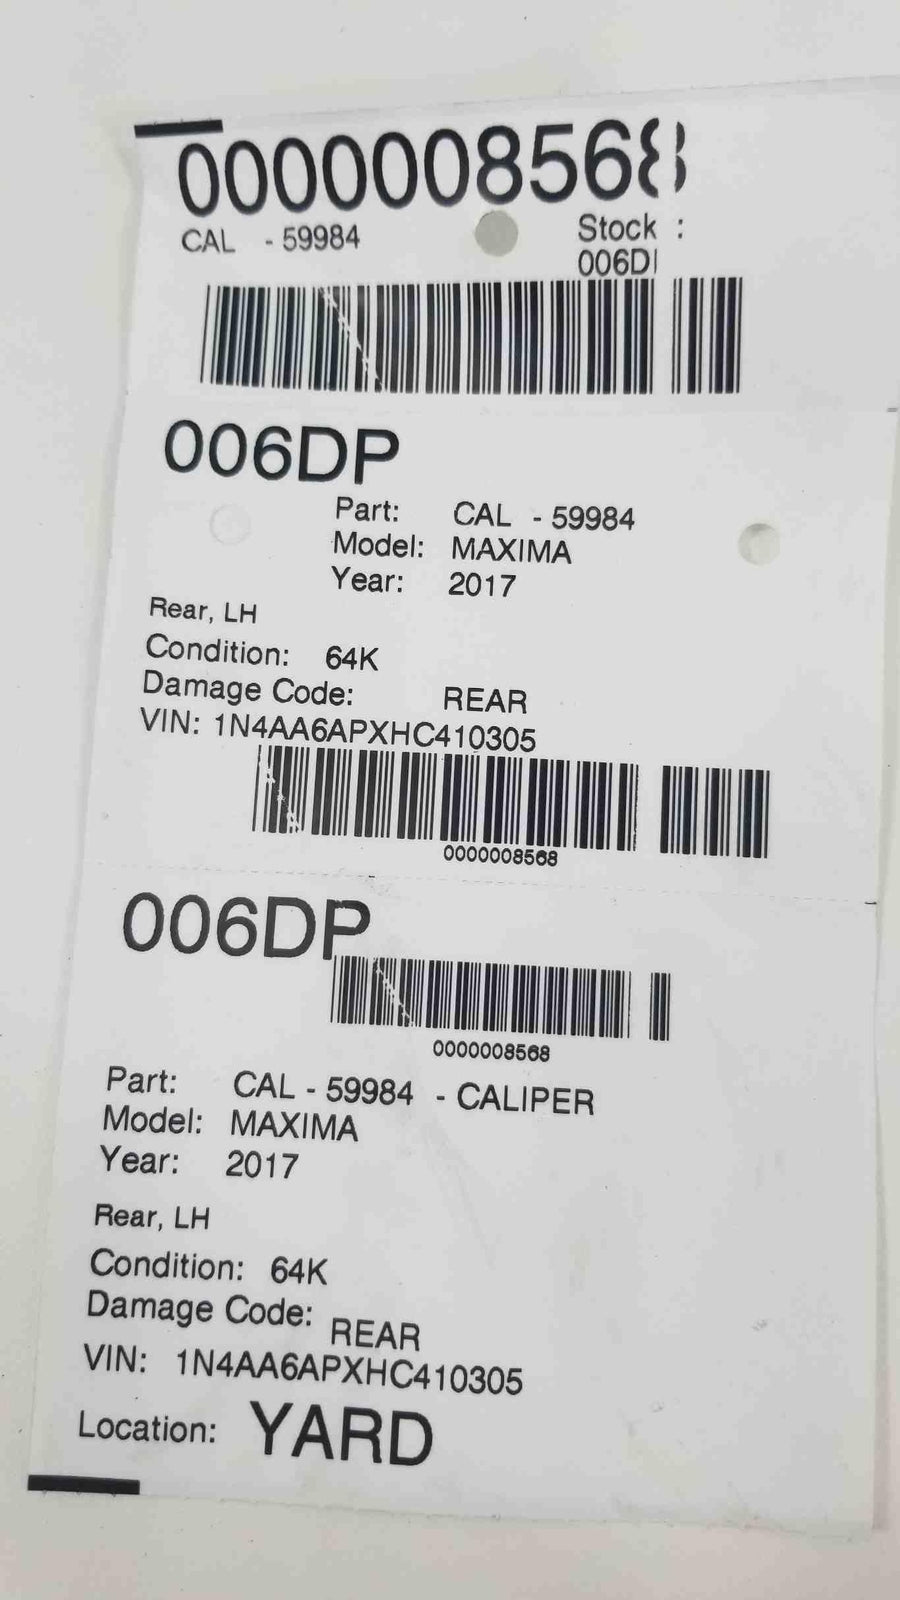 0000008568
CAL - 59984
Stock :
006D
006DP
Part: CAL - 59984
Model: MAXIMA
Year: 2017
Rear, LH
Condition: 64K
Damage Code: REAR
VIN: 1N4AA6APXHC410305
0000008568
006DP
0000008568
Part: CAL - 59984 - CALIPER
Model: MAXIMA
Year: 2017
Rear, LH
Condition: 64K
Damage Code: REAR
VIN: 1N4AA6APXHC410305
Location: YARD